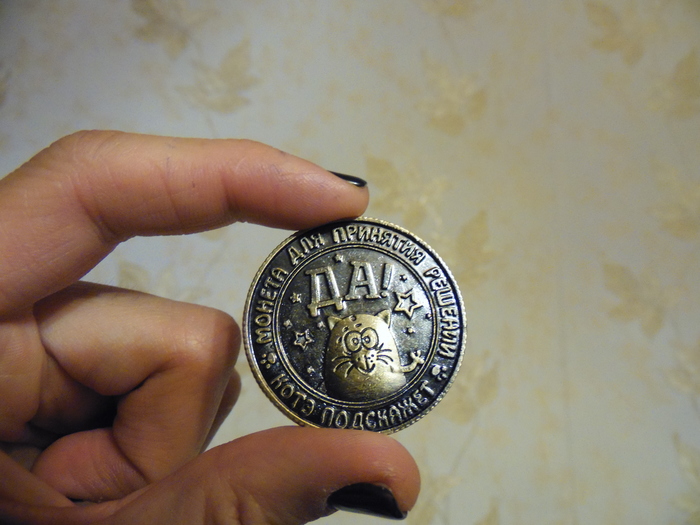 МОНЕТА ДЛЯ ПРИНЯТИЯ РЕШЕНИЙ
ДА!
КОТЭ ПОДСКАЖЕТ